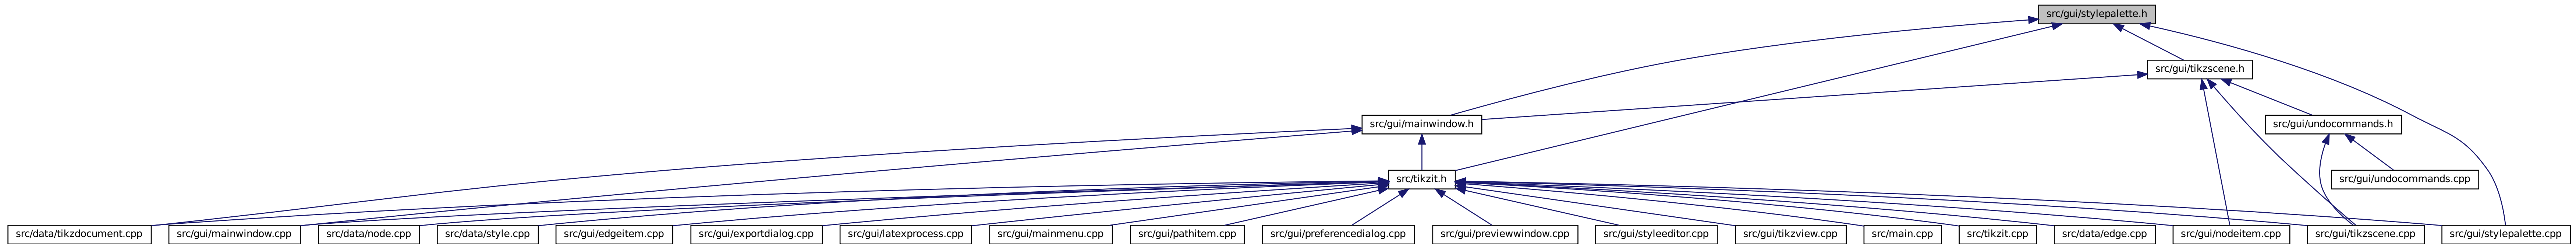 src/gui/stylepalette.h
src/gui/tikzscene.h
src/gui/mainwindow.h
src/gui/undocommands.h
src/tikzit.h
src/gui/undocommands.cpp
src/data/tikzdocument.cpp
src/gui/mainwindow.cpp
src/data/node.cpp
src/data/style.cpp
src/gui/edgeitem.cpp
src/gui/exportdialog.cpp
src/gui/latexprocess.cpp
src/gui/mainmenu.cpp
src/gui/pathitem.cpp
src/gui/preferencedialog.cpp
src/gui/previewwindow.cpp
src/gui/styleeditor.cpp
src/gui/tikzview.cpp
src/main.cpp
src/tikzit.cpp
src/data/edge.cpp
src/gui/nodeitem.cpp
src/gui/tikzscene.cpp
src/gui/stylepalette.cpp